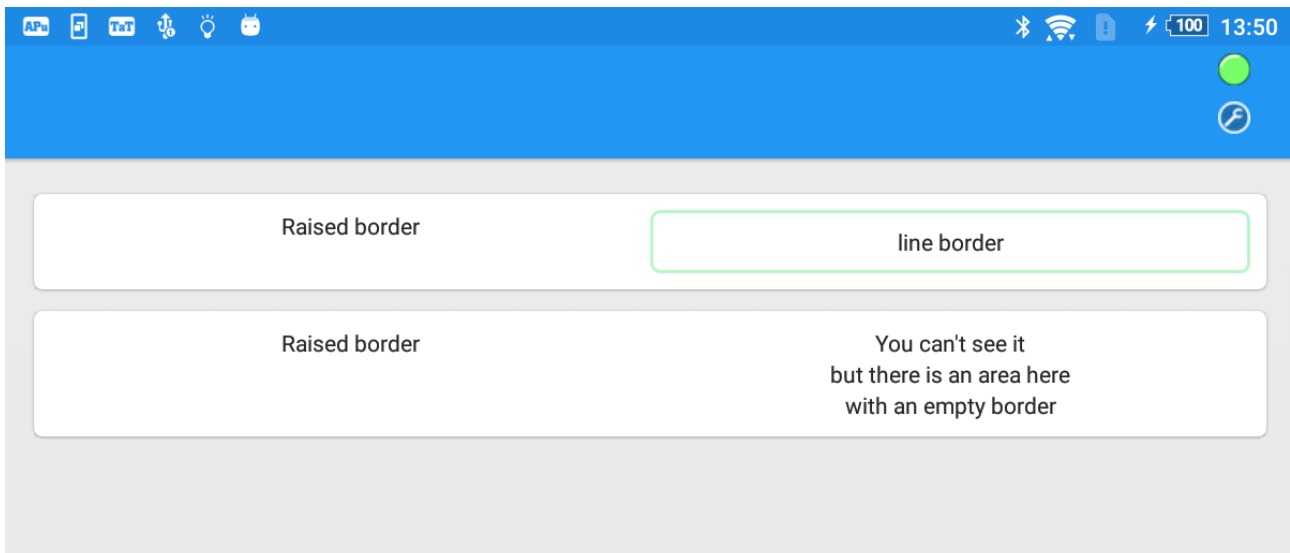 APu TnT 100 13:50
Raised border
line border
Raised border
You can't see it
but there is an area here
with an empty border